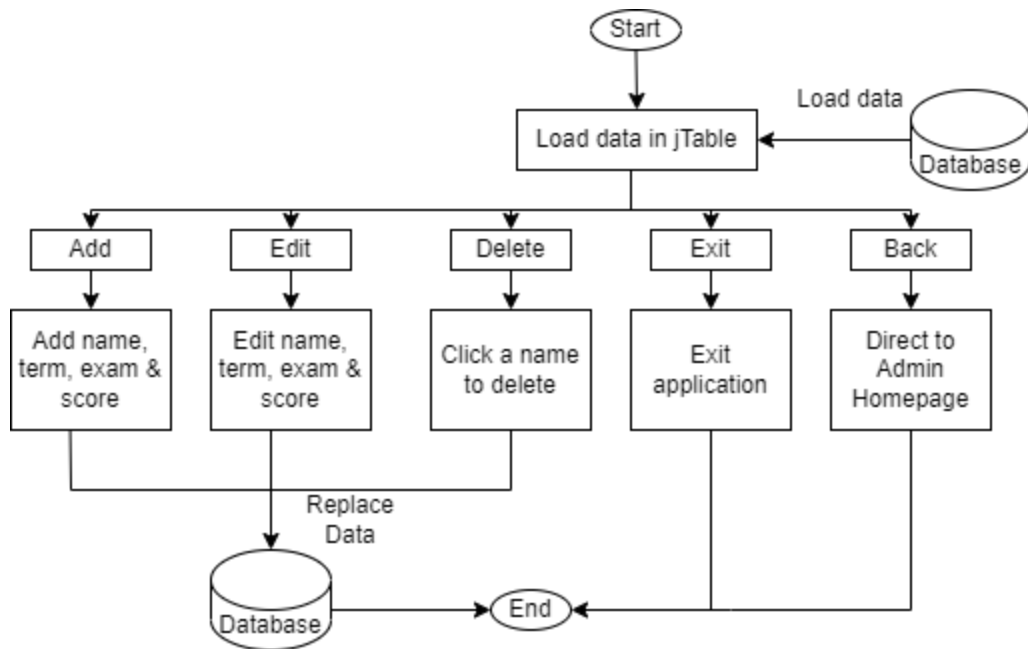 Start
Load data
Load data in jTable
Database
Add
Edit
Delete
Exit
Back
Add name,
term, exam &
score
Edit name,
term, exam &
score
Click a name
to delete
Exit
application
Direct to
Admin
Homepage
Replace
Data
Database
End